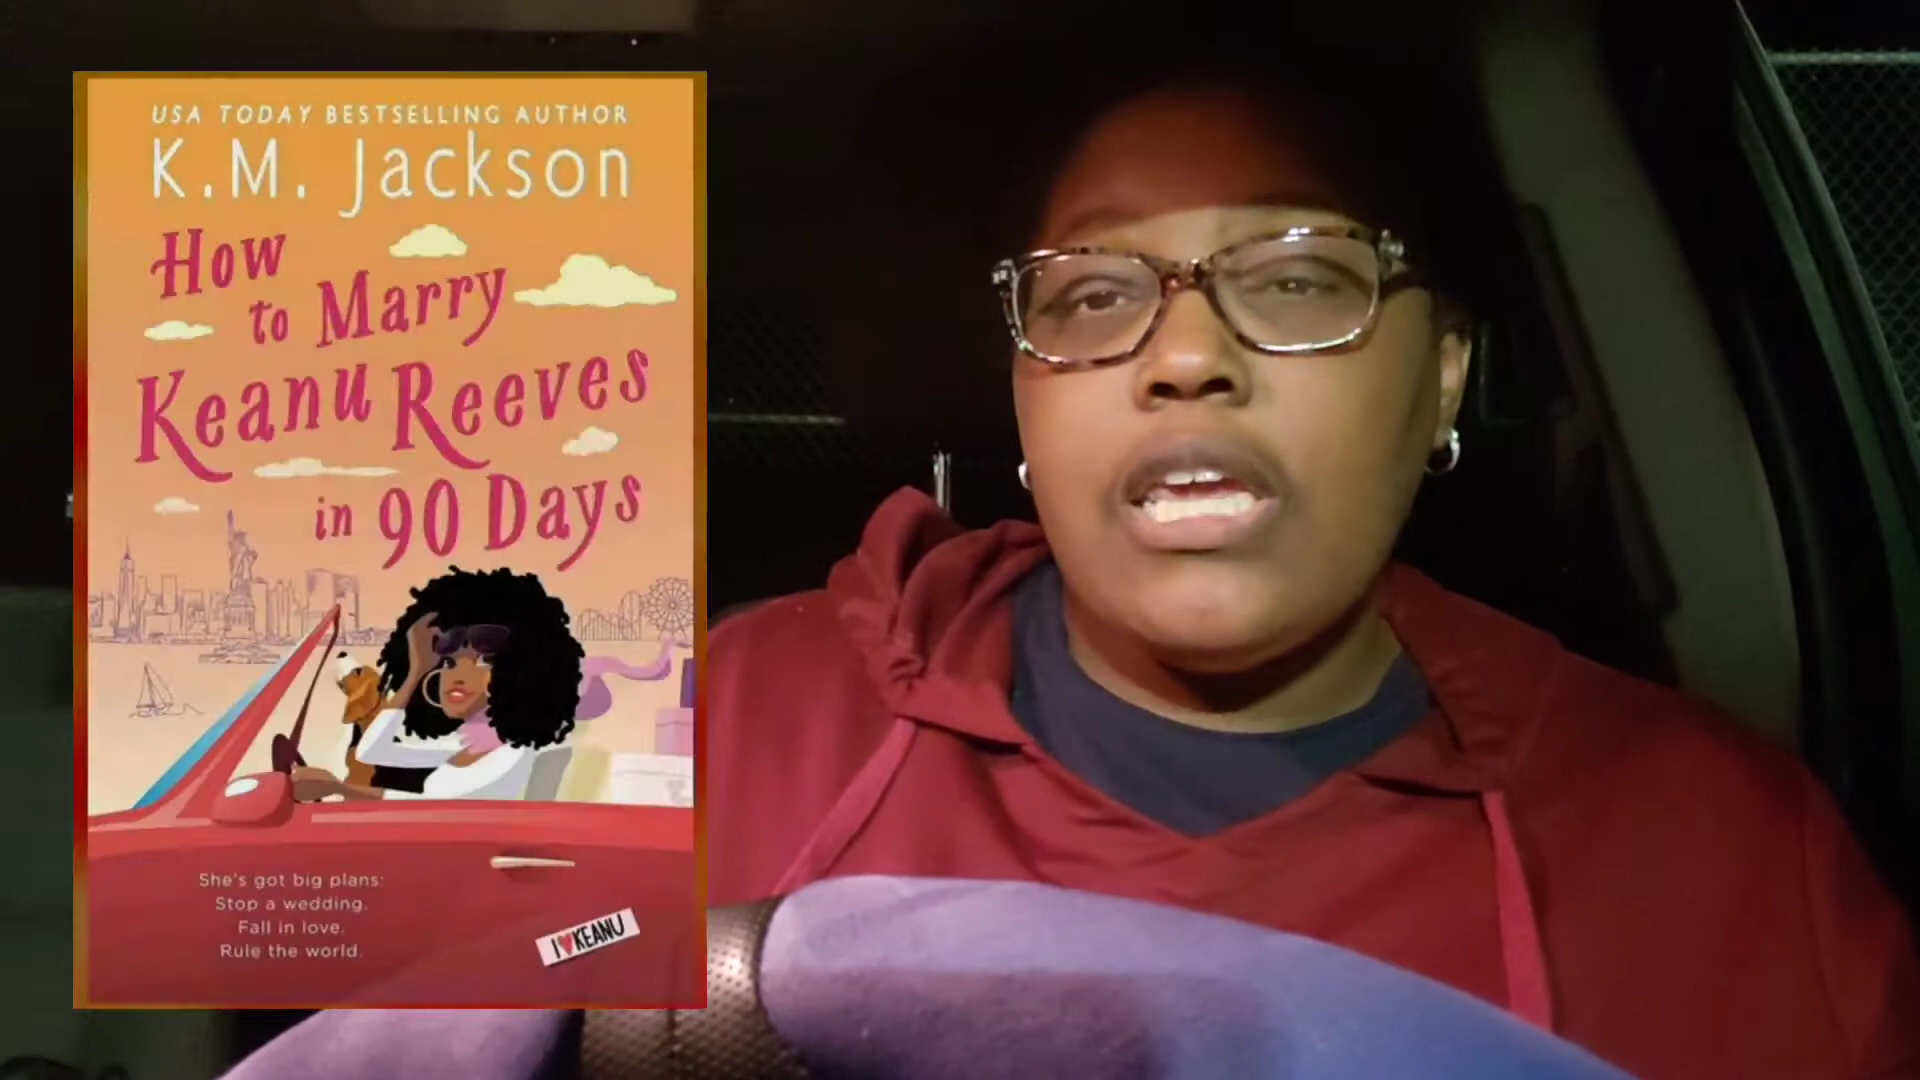 USA TODAY BESTSELLING AUTHOR
K.M. Jackson
How
to Marry
Keanu Reeves
in 90 Days
She's got big plans:
Stop a wedding.
Fall in love.
Rule the world.
I♥KEANU